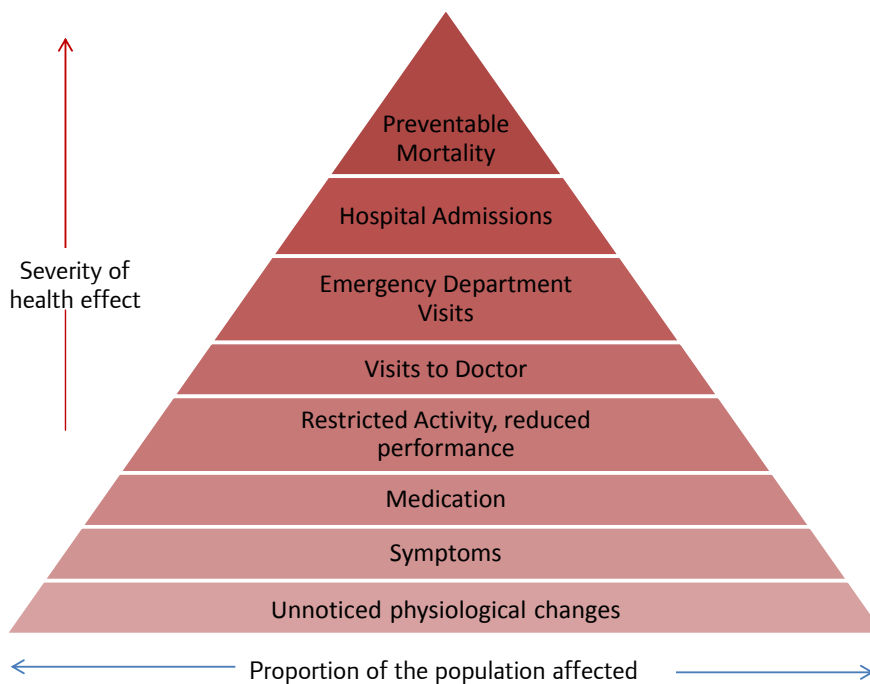 Preventable
Mortality
Hospital Admissions
Severity of
health effect
Emergency Department
Visits
Visits to Doctor
Restricted Activity, reduced
performance
Medication
Symptoms
Unnoticed physiological changes
Proportion of the population affected